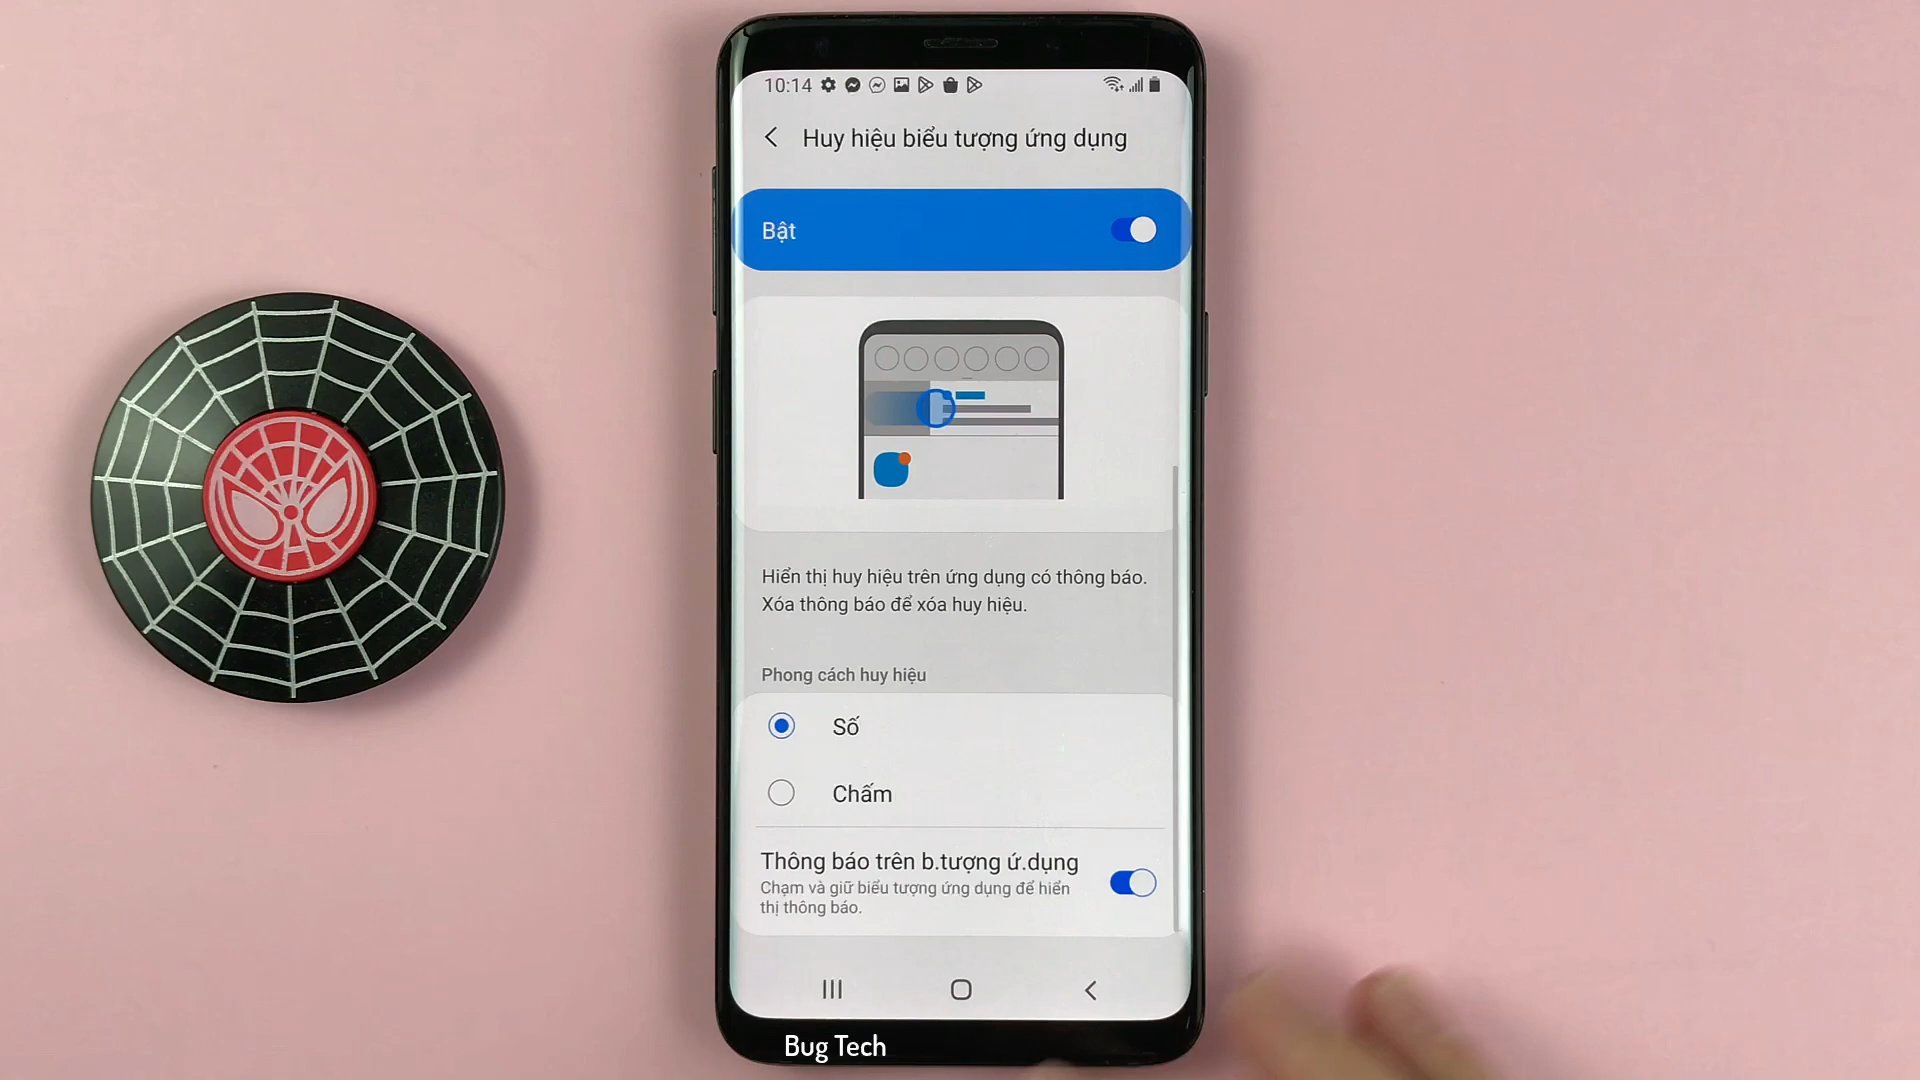 10:14
Huy hiệu biểu tượng ứng dụng
Bật
Hiển thị huy hiệu trên ứng dụng có thông báo.
Xóa thông báo để xóa huy hiệu.
Phong cách huy hiệu
Số
Chấm
Thông báo trên b.tượng ứ.dụng
Chạm và giữ biểu tượng ứng dụng để hiển
thị thông báo.
Bug Tech